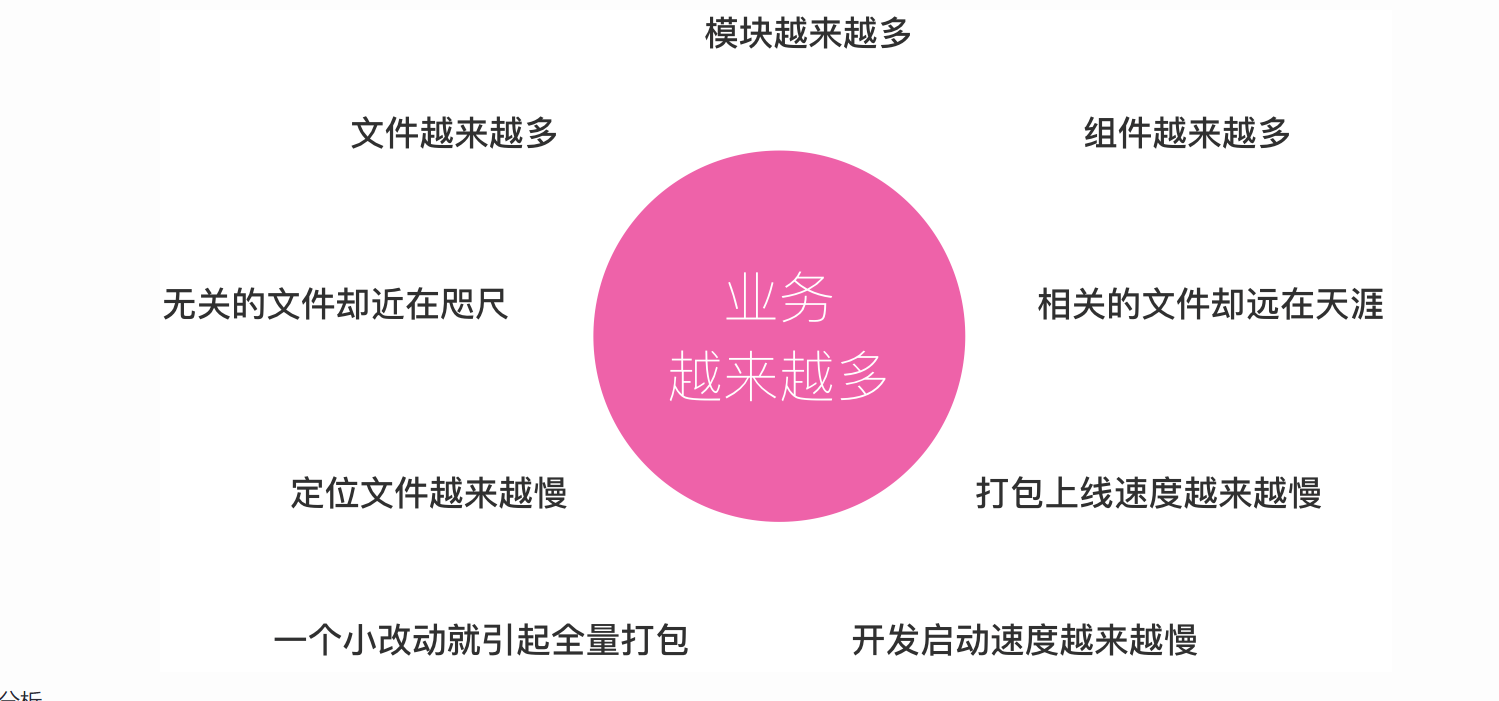 模块越来越多
文件越来越多
组件越来越多
无关的文件却近在咫尺
业务
越来越多
相关的文件却远在天涯
定位文件越来越慢
打包上线速度越来越慢
一个小改动就引起全量打包
开发启动速度越来越慢
分析